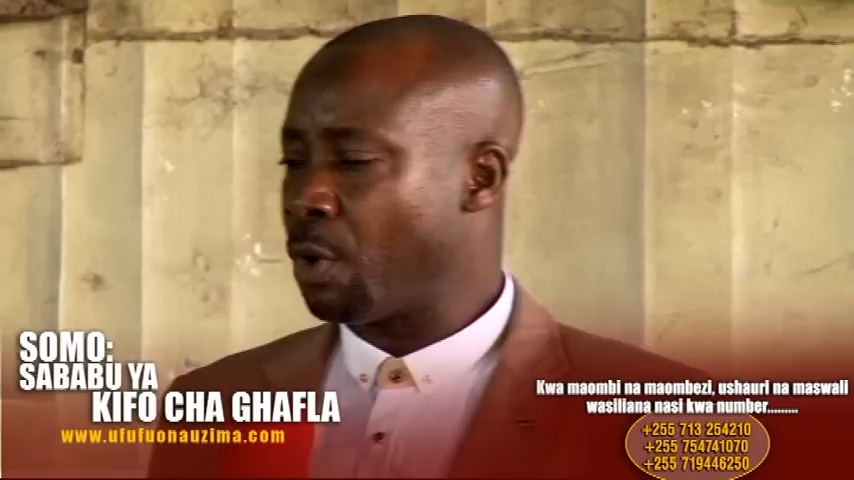 SOMO:
SABABU YA
KIFO CHA GHAFLA
www.ufufuonauzima.com
Kwa maombi na maombezi, ushauri na maswali
wasiliana nasi kwa number.........
+255 713 254210
+255 754741070
+255 719446250